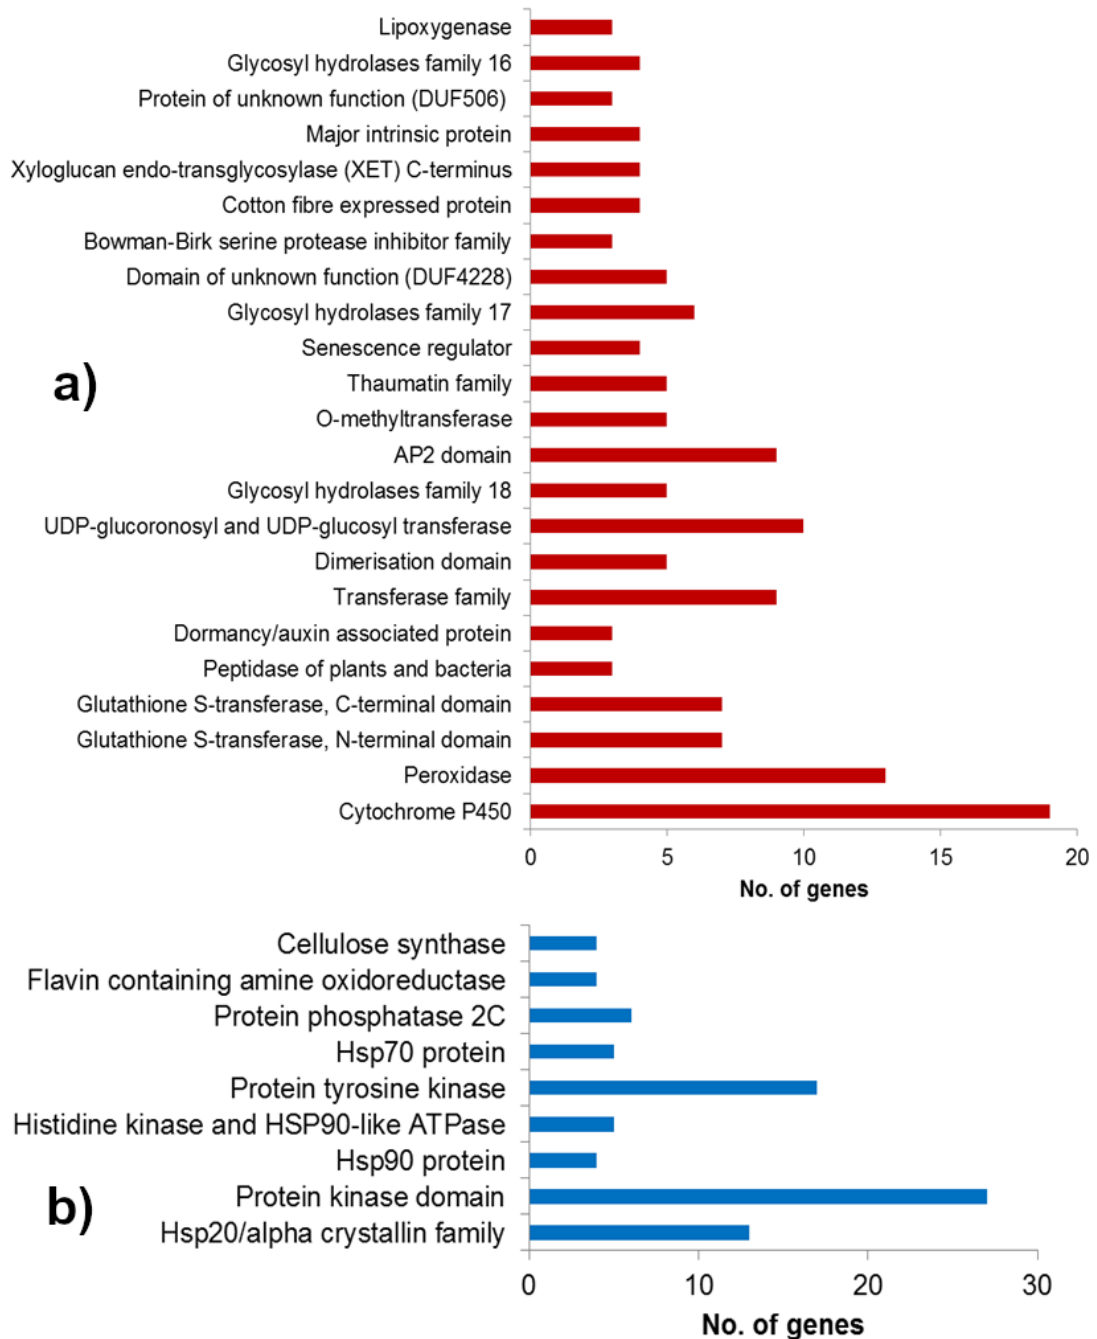 Lipoxygenase
Glycosyl hydrolases family 16
Protein of unknown function (DUF506)
Major intrinsic protein
Xyloglucan endo-transglycosylase (XET) C-terminus
Cotton fibre expressed protein
Bowman-Birk serine protease inhibitor family
Domain of unknown function (DUF4228)
Glycosyl hydrolases family 17
Senescence regulator
a)
Thaumatin family
O-methyltransferase
AP2 domain
Glycosyl hydrolases family 18
UDP-glucoronosyl and UDP-glucosyl transferase
Dimerisation domain
Transferase family
Dormancy/auxin associated protein
Peptidase of plants and bacteria
Glutathione S-transferase, C-terminal domain
Glutathione S-transferase, N-terminal domain
Peroxidase
Cytochrome P450
0 5 10 15 20
No. of genes
Cellulose synthase
Flavin containing amine oxidoreductase
Protein phosphatase 2C
Hsp70 protein
Protein tyrosine kinase
Histidine kinase and HSP90-like ATPase
Hsp90 protein
b)
Protein kinase domain
Hsp20/alpha crystallin family
0 10 20 30
No. of genes